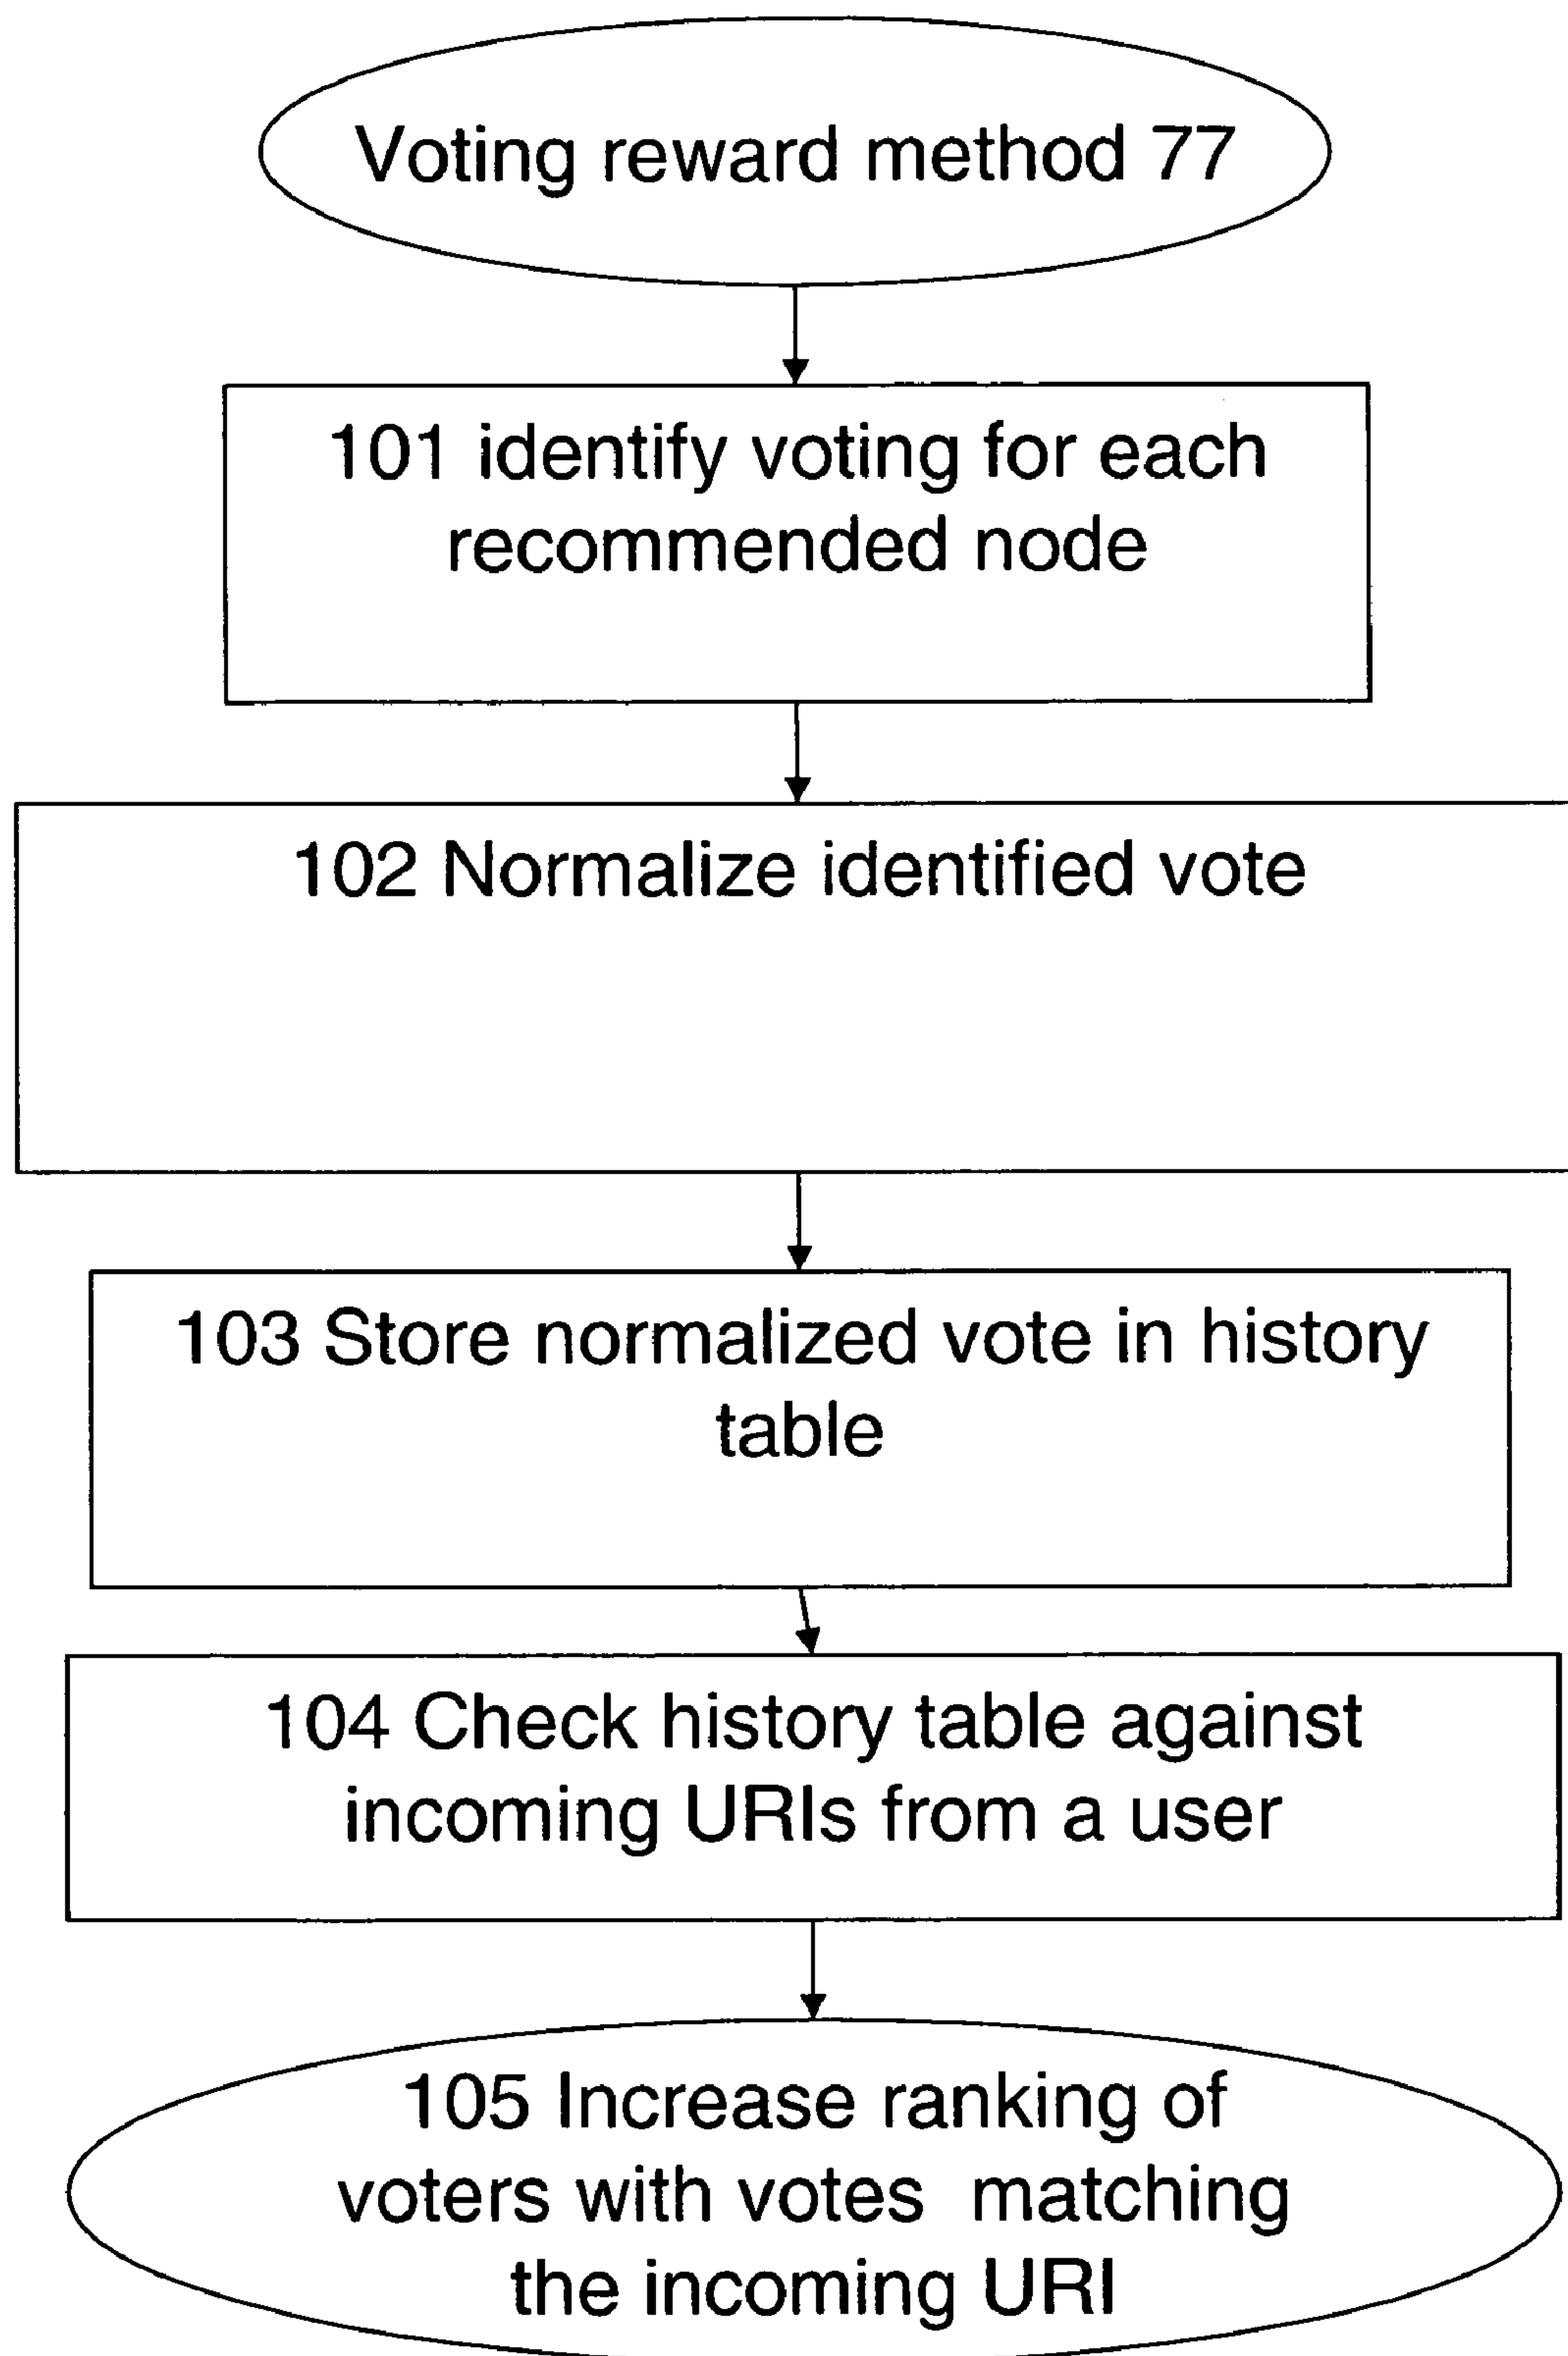 Voting reward method 77
101 identify voting for each
recommended node
102 Normalize identified vote
103 Store normalized vote in history
table
104 Check history table against
incoming URIs from a user
105 Increase ranking of
voters with votes matching
the incoming URI